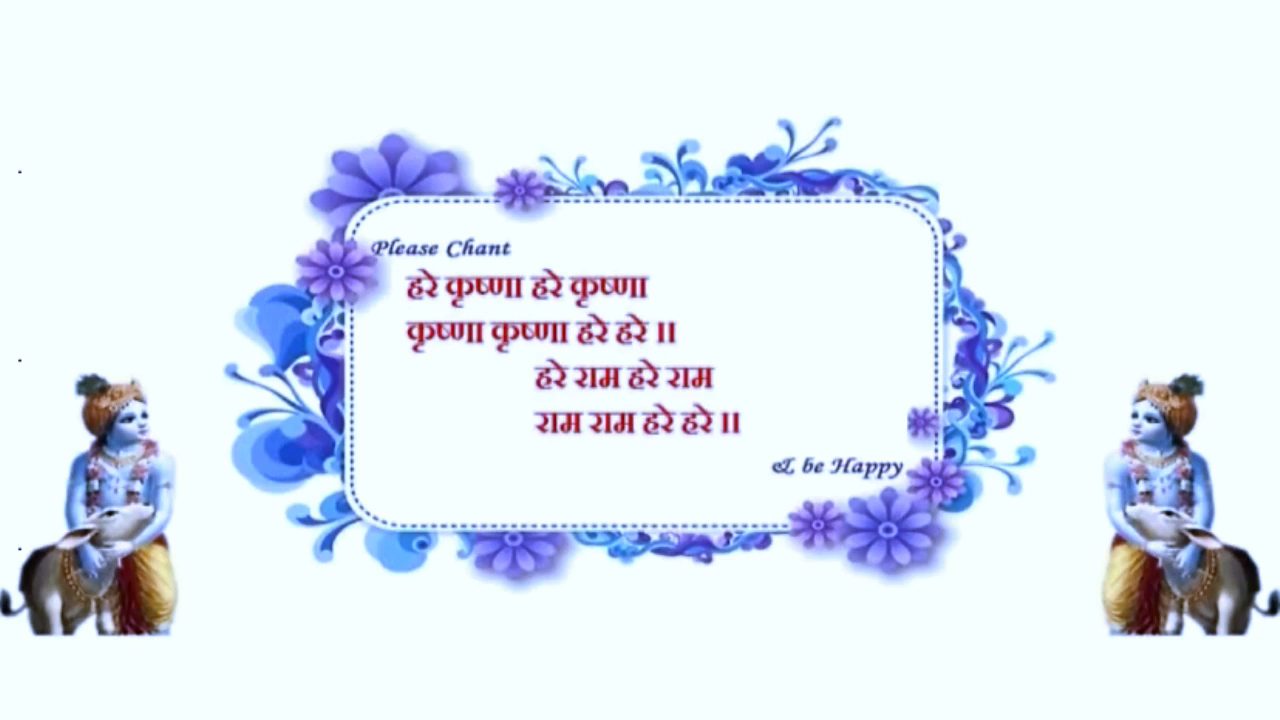 Please Chant
हरे कृष्णा हरे कृष्णा
कृष्णा कृष्णा हरे हरे ।।
हरे राम हरे राम
राम राम हरे हरे ।।
& be Happy